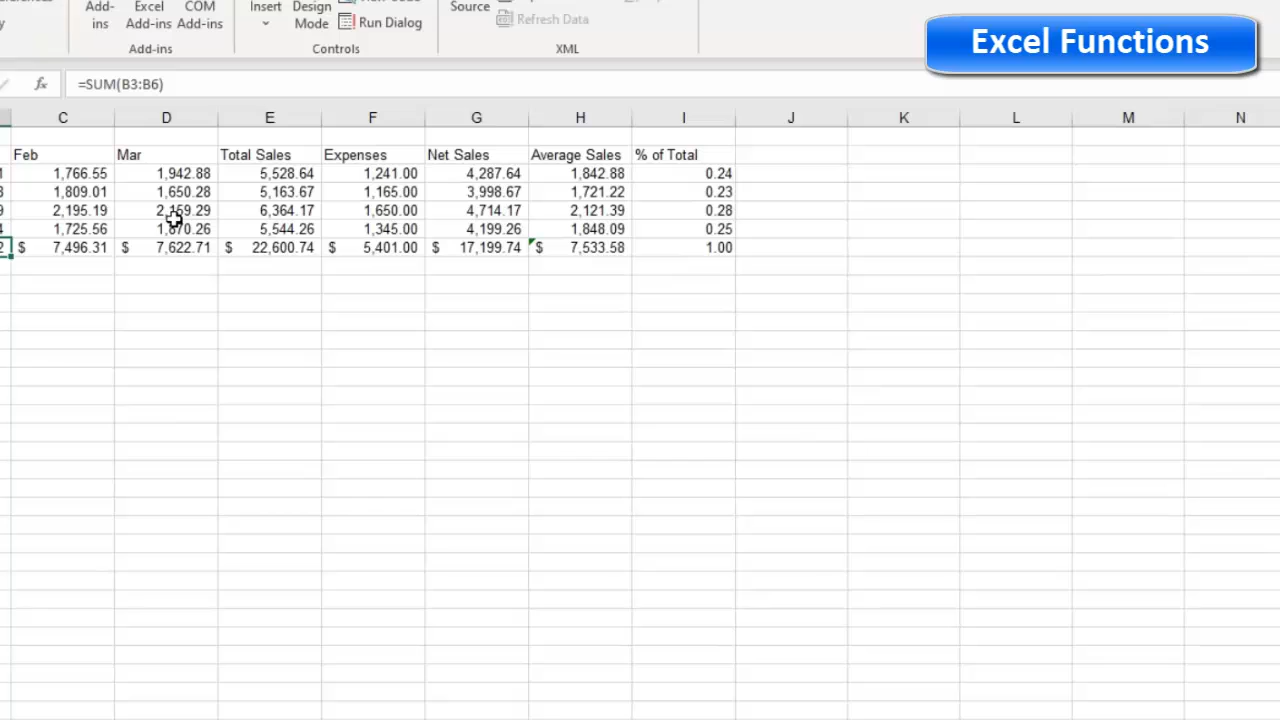 Add-
ins
Excel
Add-ins
COM
Add-ins
Add-ins
Insert
Design
Mode
Run Dialog
Controls
Source
Refresh Data
XML
Excel Functions
fx =SUM(B3:B6)
C D E F G H I J K L M N
Feb Mar Total Sales Expenses Net Sales Average Sales % of Total
1,766.55 1,942.88 5,528.64 1,241.00 4,287.64 1,842.88 0.24
1,809.01 1,650.28 5,163.67 1,165.00 3,998.67 1,721.22 0.23
2,195.19 2,159.29 6,364.17 1,650.00 4,714.17 2,121.39 0.28
1,725.56 1,870.26 5,544.26 1,345.00 4,199.26 1,848.09 0.25
2 $ 7,496.31 $ 7,622.71 $ 22,600.74 $ 5,401.00 $ 17,199.74 $ 7,533.58 1.00